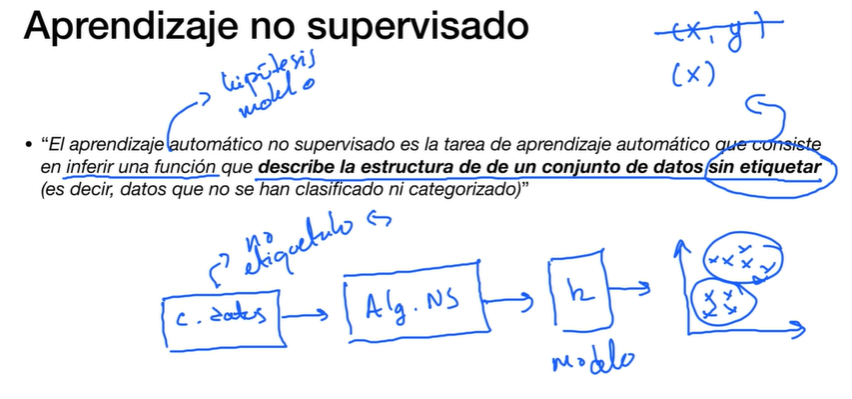 Aprendizaje no supervisado
(x, y)
(x)
hipótesis
modelo
• “El aprendizaje automático no supervisado es la tarea de aprendizaje automático que consiste
en inferir una función que describe la estructura de de un conjunto de datos sin etiquetar
(es decir, datos que no se han clasificado ni categorizado)”
no
etiquetado
c. datos
Alg. NS
h
modelo